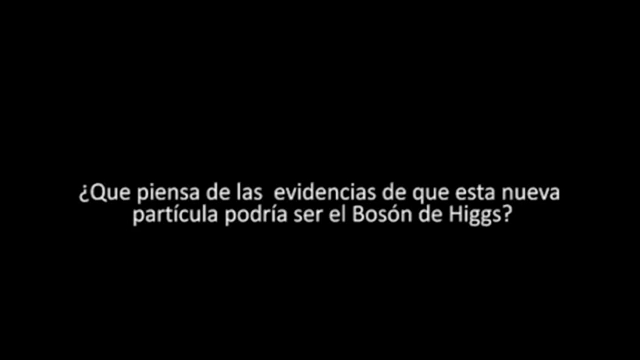 ¿Que piensa de las  evidencias de que esta nueva
partícula podría ser el Bosón de Higgs?